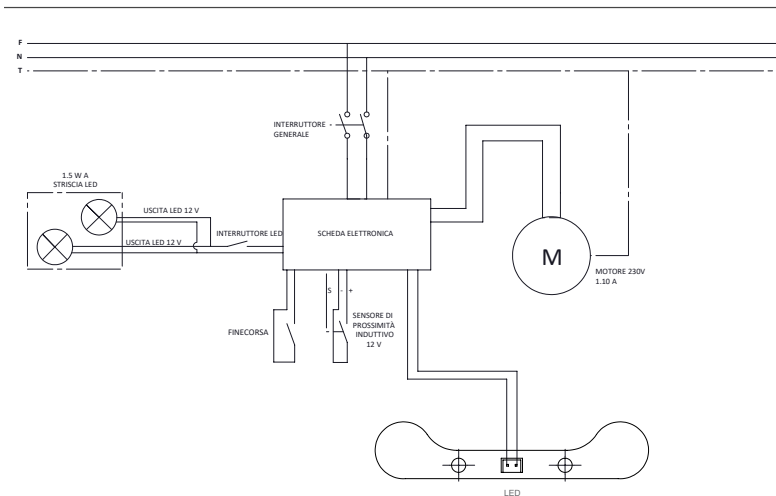 F
N
T
INTERRUTTORE
GENERALE
1.5 W A
STRISCIA LED
USCITA LED 12 V
USCITA LED 12 V
INTERRUTTORE LED
SCHEDA ELETTRONICA
M
MOTORE 230V
1.10 A
S - +
FINECORSA
SENSORE DI
PROSSIMITÀ
INDUTTIVO
12 V
LED